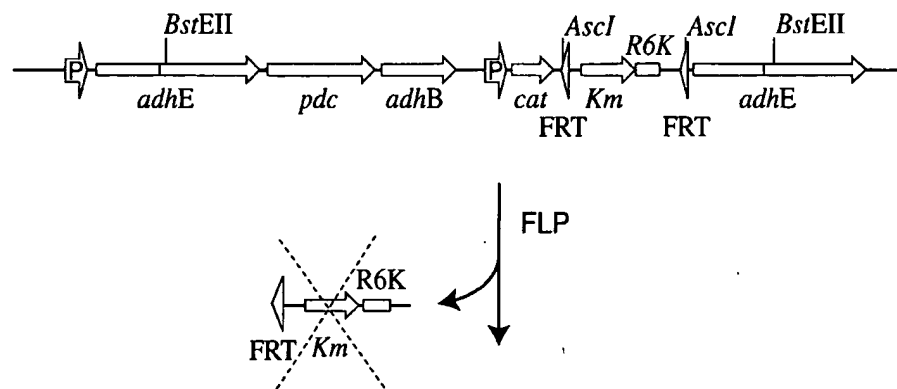 BstEII
AscI
R6K
AscI
BstEII
P
P
adhE
pdc
adhB
cat
Km
adhE
FRT
FRT
FLP
R6K
FRT
Km